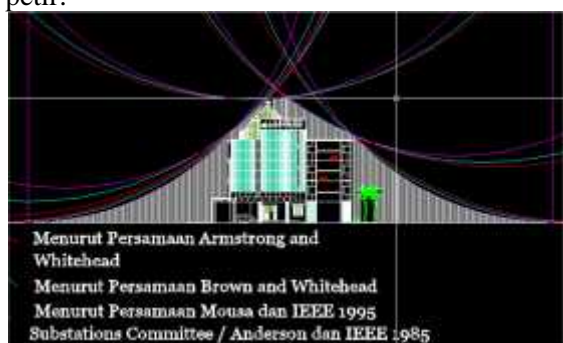 petir.
Menurut Persamaan Armstrong and
Whitehead
Menurut Persamaan Brown and Whitehead
Menurut Persamaan Mousa dan IEEE 1995
Substations Committee / Anderson dan IEEE 1985